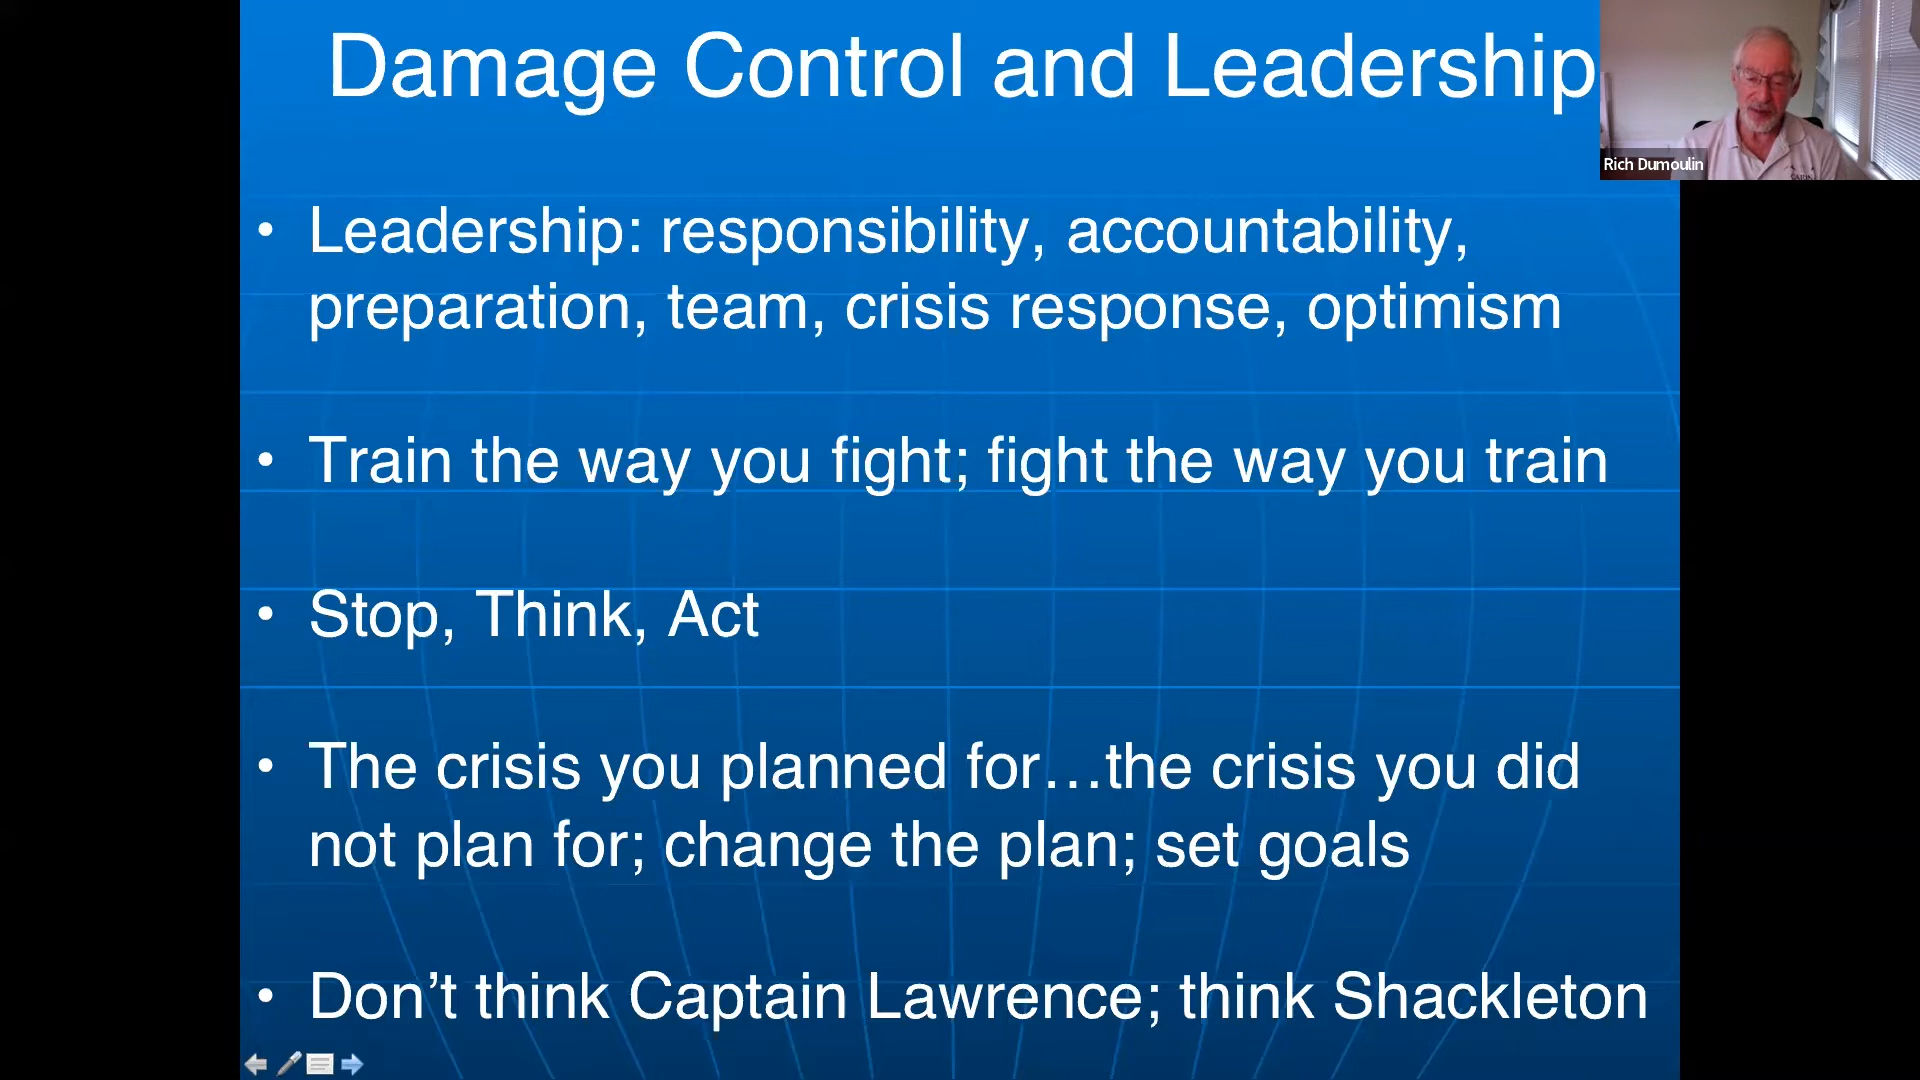 Damage Control and Leadership
Rich Dumoulin
• Leadership: responsibility, accountability,
preparation, team, crisis response, optimism
• Train the way you fight; fight the way you train
• Stop, Think, Act
• The crisis you planned for…the crisis you did
not plan for; change the plan; set goals
• Don’t think Captain Lawrence; think Shackleton